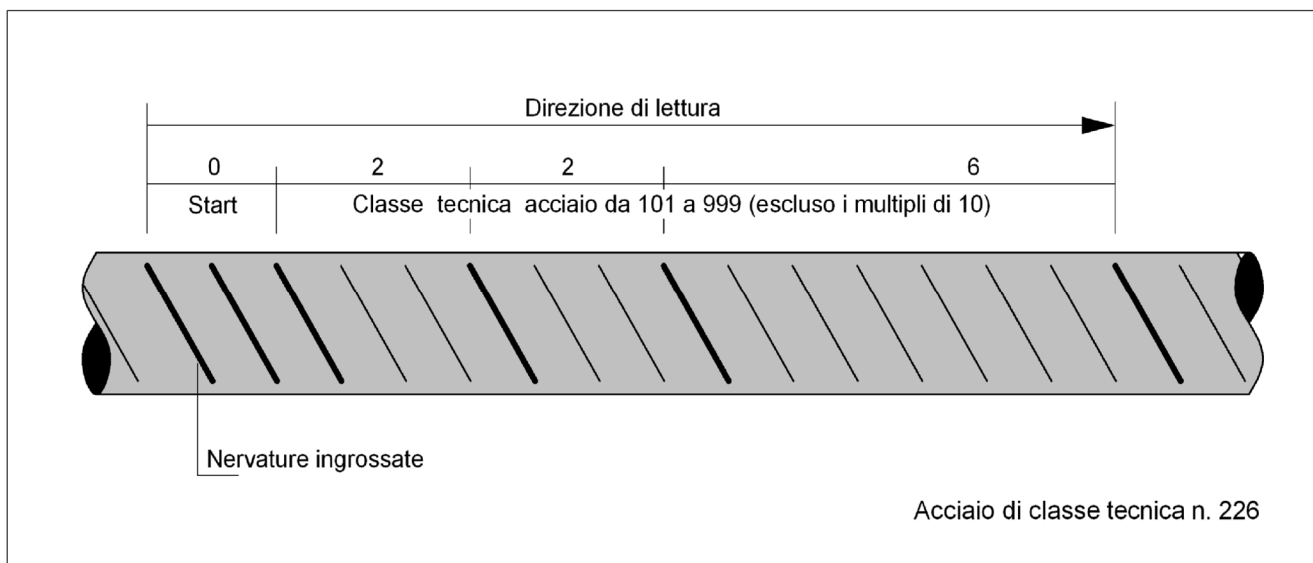 Direzione di lettura
0 2 2 6
Start Classe tecnica acciaio da 101 a 999 (escluso i multipli di 10)
Nervature ingrossate
Acciaio di classe tecnica n. 226